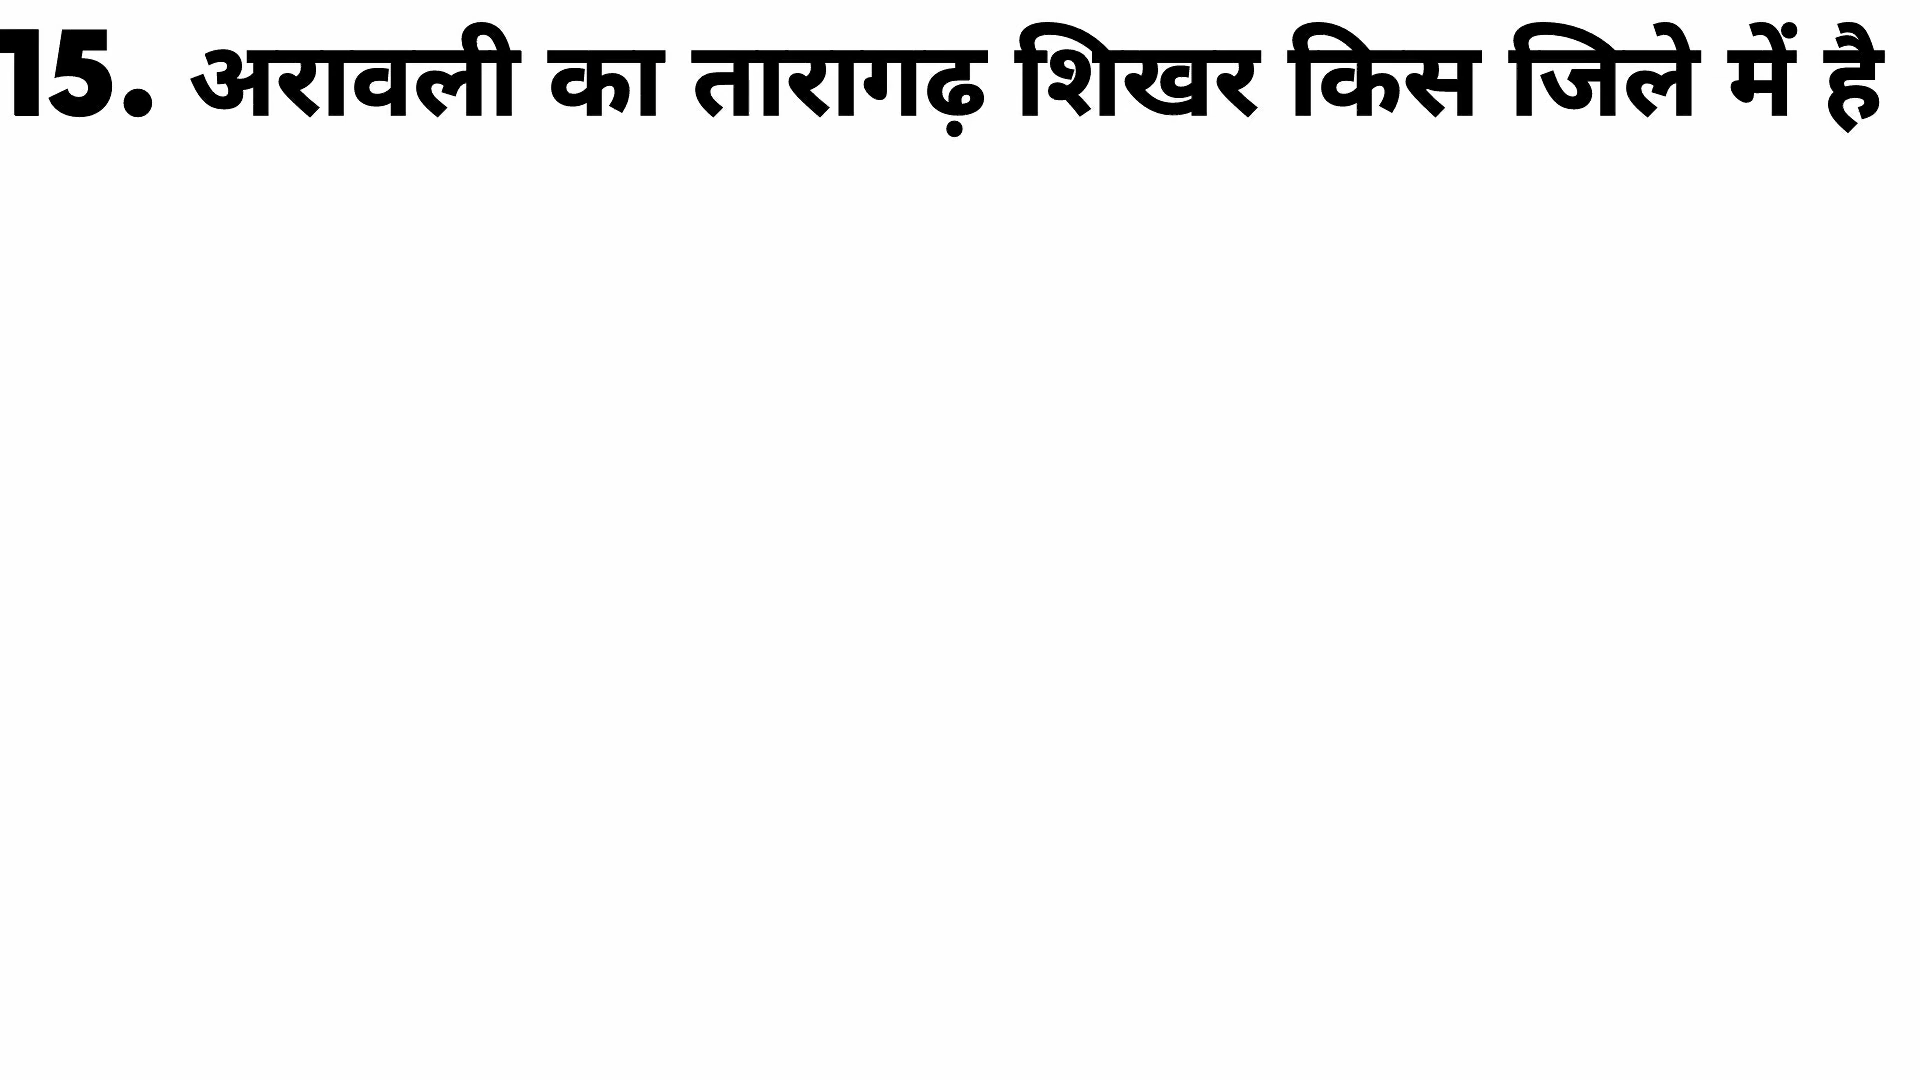 15. अरावली का तारागढ़ शिखर किस जिले में है